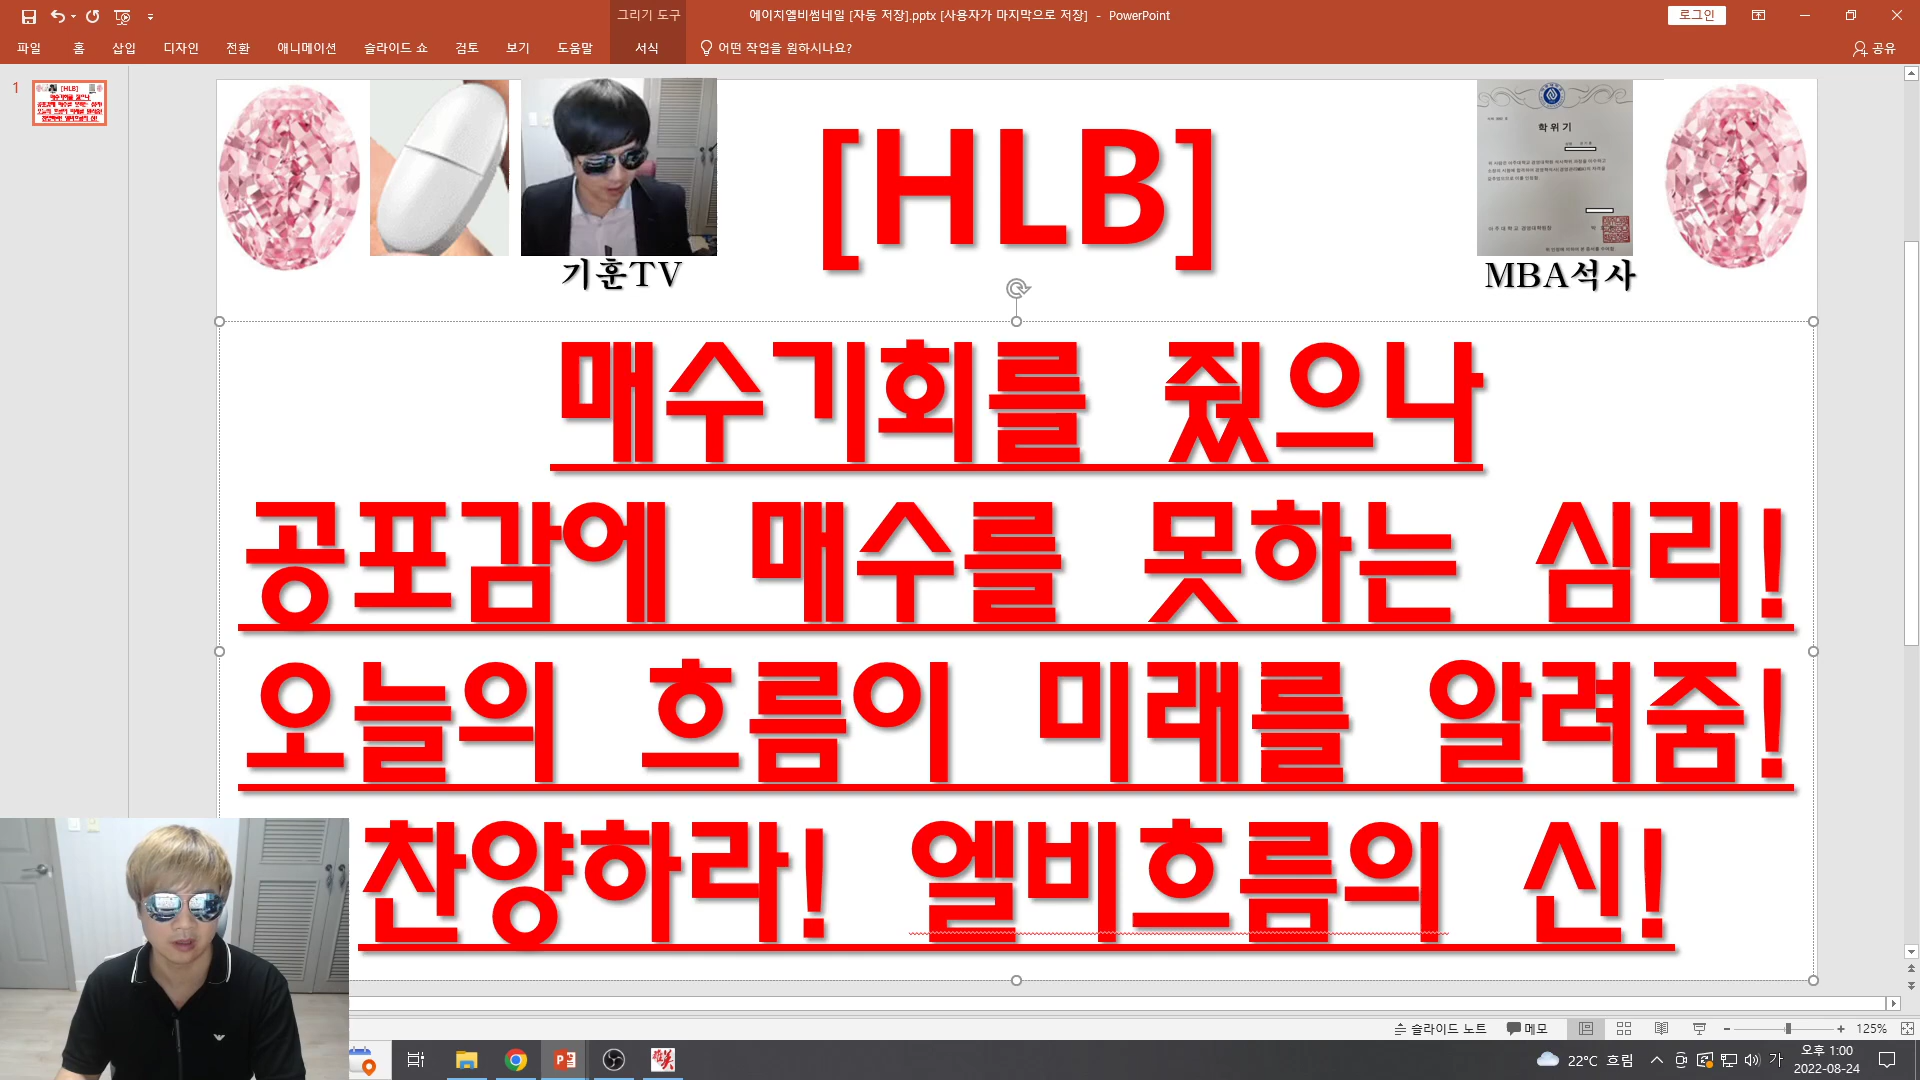 그리기 도구
에이치엘비썸네일 [자동 저장].pptx [사용자가 마지막으로 저장] - PowerPoint
로그인
파일 홈 삽입 디자인 전환 애니메이션 슬라이드 쇼 검토 보기 도움말 서식 어떤 작업을 원하시나요? 공유
1
[HLB]
학 위 기
기훈TV
MBA석사
매수기회를 줬으나
공포감에 매수를 못하는 심리!
오늘의 흐름이 미래를 알려줌!
찬양하라! 엘비흐름의 신!
슬라이드 노트 메모 125%
22°C 흐림 가 오후 1:00
2022-08-24